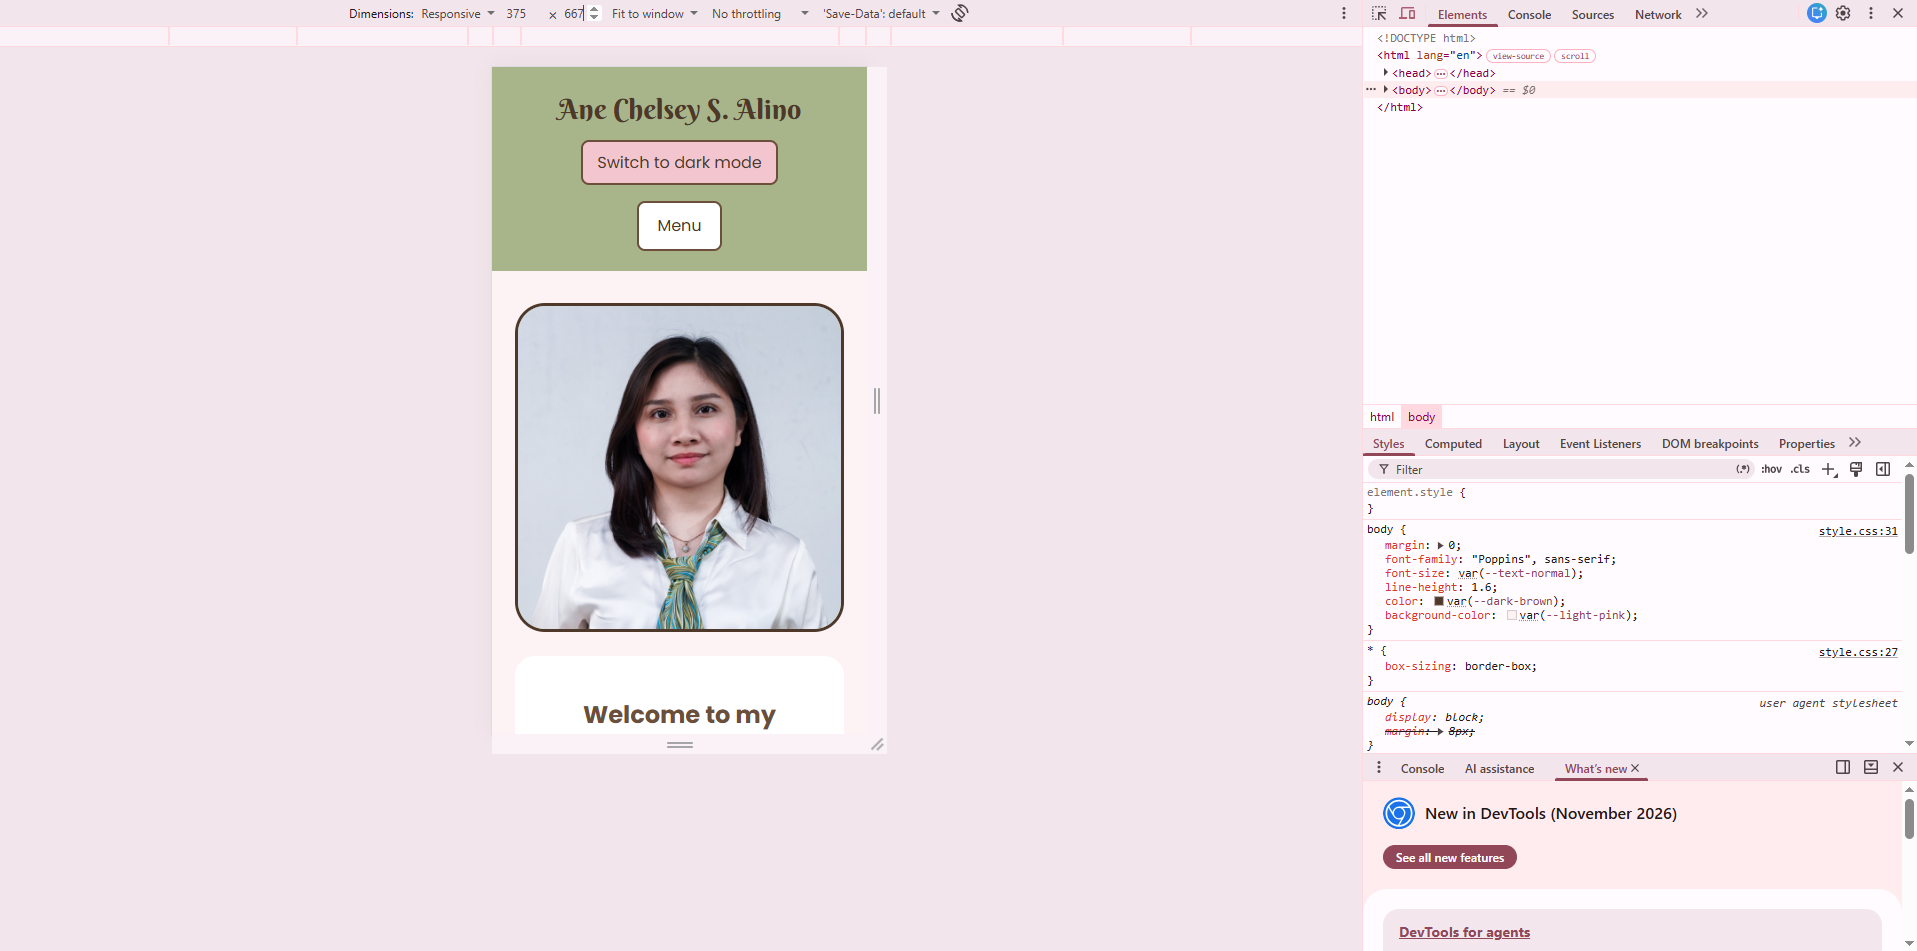 Dimensions: Responsive 375 × 667 Fit to window No throttling 'Save-Data': default
Ane Chelsey S. Alino
Switch to dark mode
Menu
Welcome to my
Elements Console Sources Network
<!DOCTYPE html>
<html lang="en"> view-source scroll
<head> … </head>
… <body> … </body> == $0
</html>
html body
Styles Computed Layout Event Listeners DOM breakpoints Properties
Filter (.*) :hov .cls
element.style {
}
body { style.css:31
margin: 0;
font-family: "Poppins", sans-serif;
font-size: var(--text-normal);
line-height: 1.6;
color: var(--dark-brown);
background-color: var(--light-pink);
}
* { style.css:27
box-sizing: border-box;
}
body { user agent stylesheet
display: block;
margin: 8px;
}
Console AI assistance What's new
New in DevTools (November 2026)
See all new features
DevTools for agents